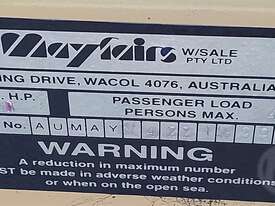 Mayfairs W/SALE
PTY LTD
ING DRIVE, WACOL 4076, AUSTRALIA
H.P. PASSENGER LOAD
PERSONS MAX.
AUMAY
WARNING
A reduction in maximum number
ST be made in adverse weather conditions
or when on the open sea.